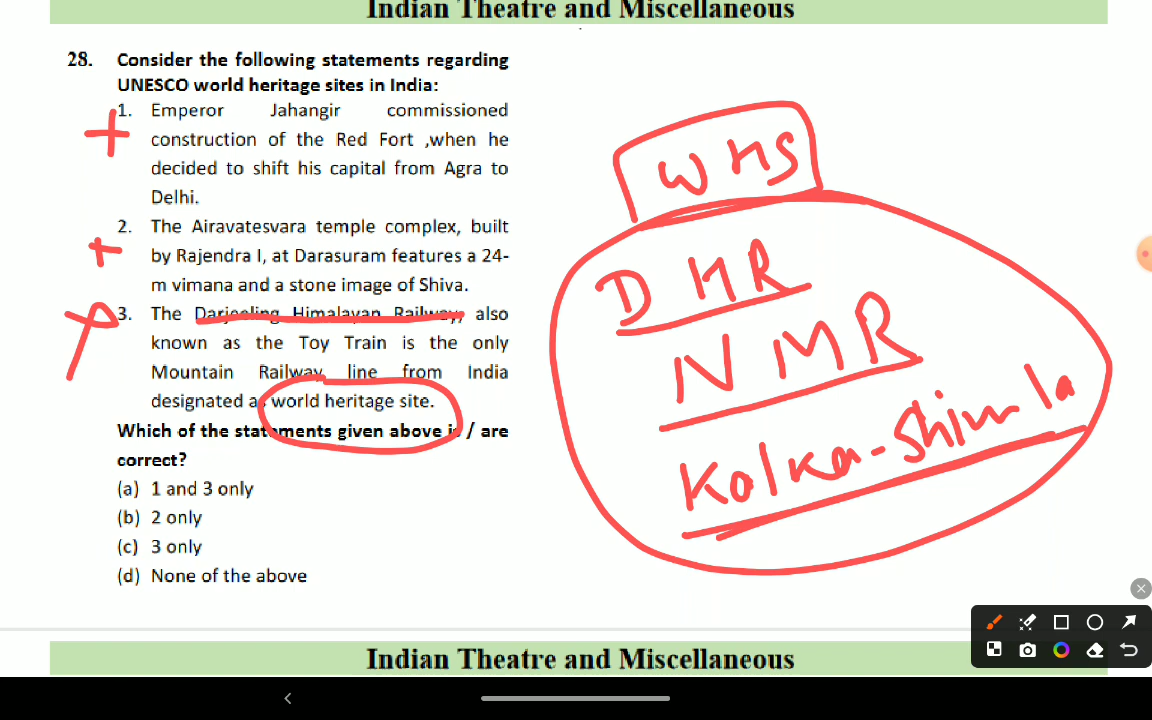 Indian Theatre and Miscellaneous
28. Consider the following statements regarding
UNESCO world heritage sites in India:
1. Emperor Jahangir commissioned
construction of the Red Fort ,when he
decided to shift his capital from Agra to
Delhi.
2. The Airavatesvara temple complex, built
by Rajendra I, at Darasuram features a 24-
m vimana and a stone image of Shiva.
3. The Darjeeling Himalayan Railway, also
known as the Toy Train is the only
Mountain Railway line from India
designated as world heritage site.
Which of the statements given above is / are
correct?
(a) 1 and 3 only
(b) 2 only
(c) 3 only
(d) None of the above
WHS
DHR
NMR
Kalka-Shimla
Indian Theatre and Miscellaneous